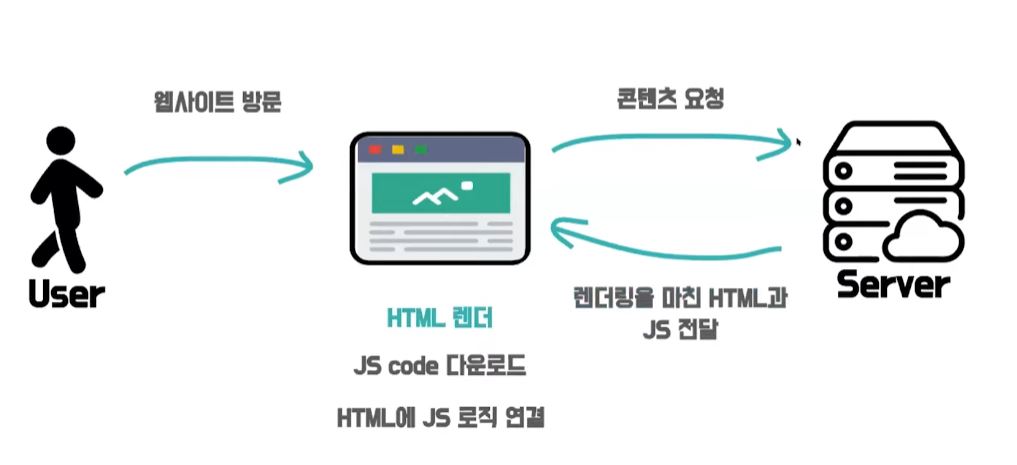 웹사이트 방문
콘텐츠 요청
User
Server
렌더링을 마친 HTML과
JS 전달
HTML 렌더
JS code 다운로드
HTML에 JS 로직 연결